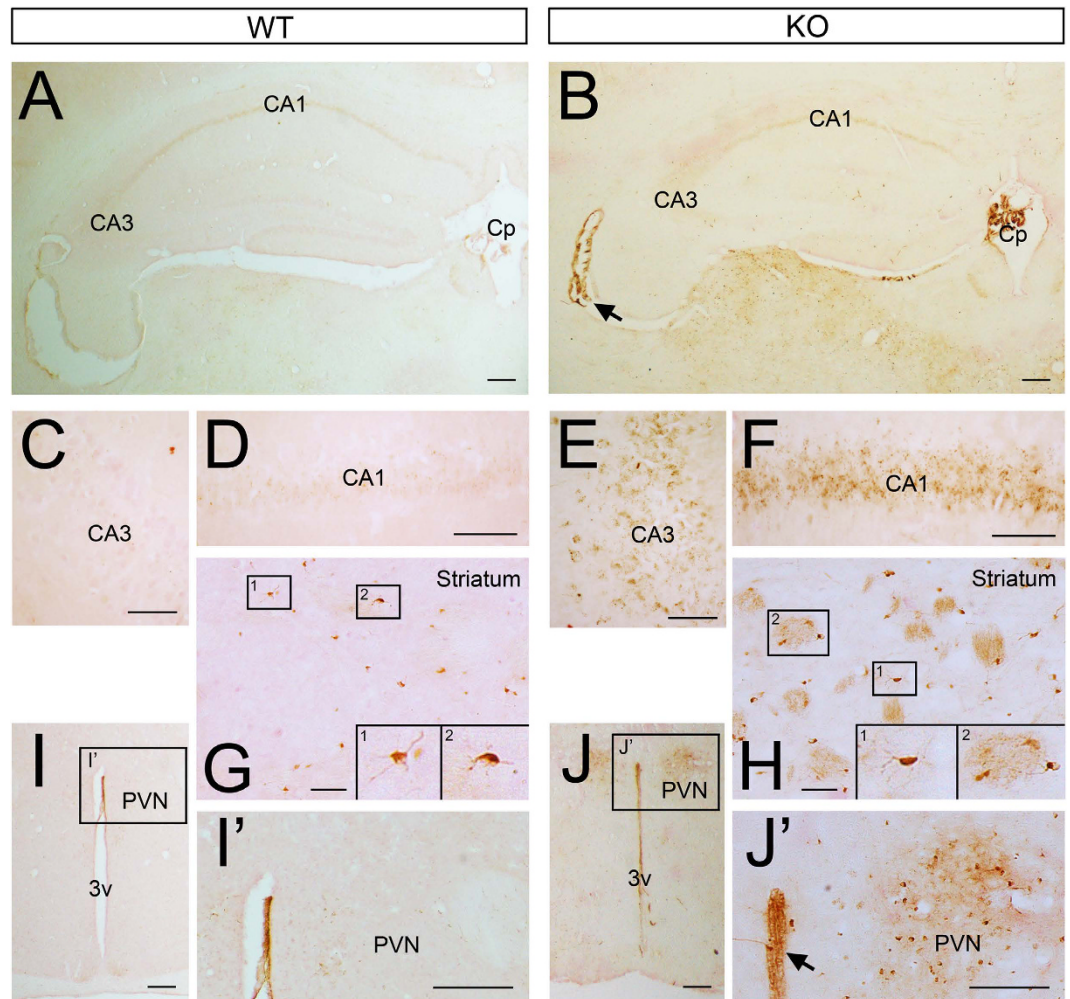 WT
KO
A
CA1
CA3
Cp
B
CA1
CA3
Cp
C
CA3
D
CA1
E
CA3
F
CA1
1
2
Striatum
1
2
G
Striatum
2
1
1
2
H
I
I'
PVN
3v
I'
PVN
J
J'
PVN
3v
J'
PVN